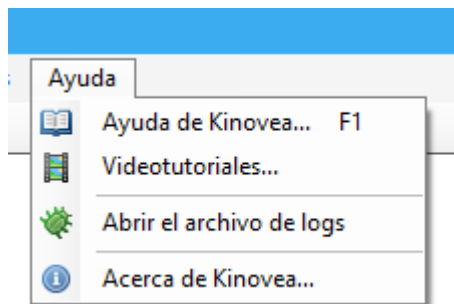 Ayuda
Ayuda de Kinovea... F1
Videotutoriales...
Abrir el archivo de logs
Acerca de Kinovea...